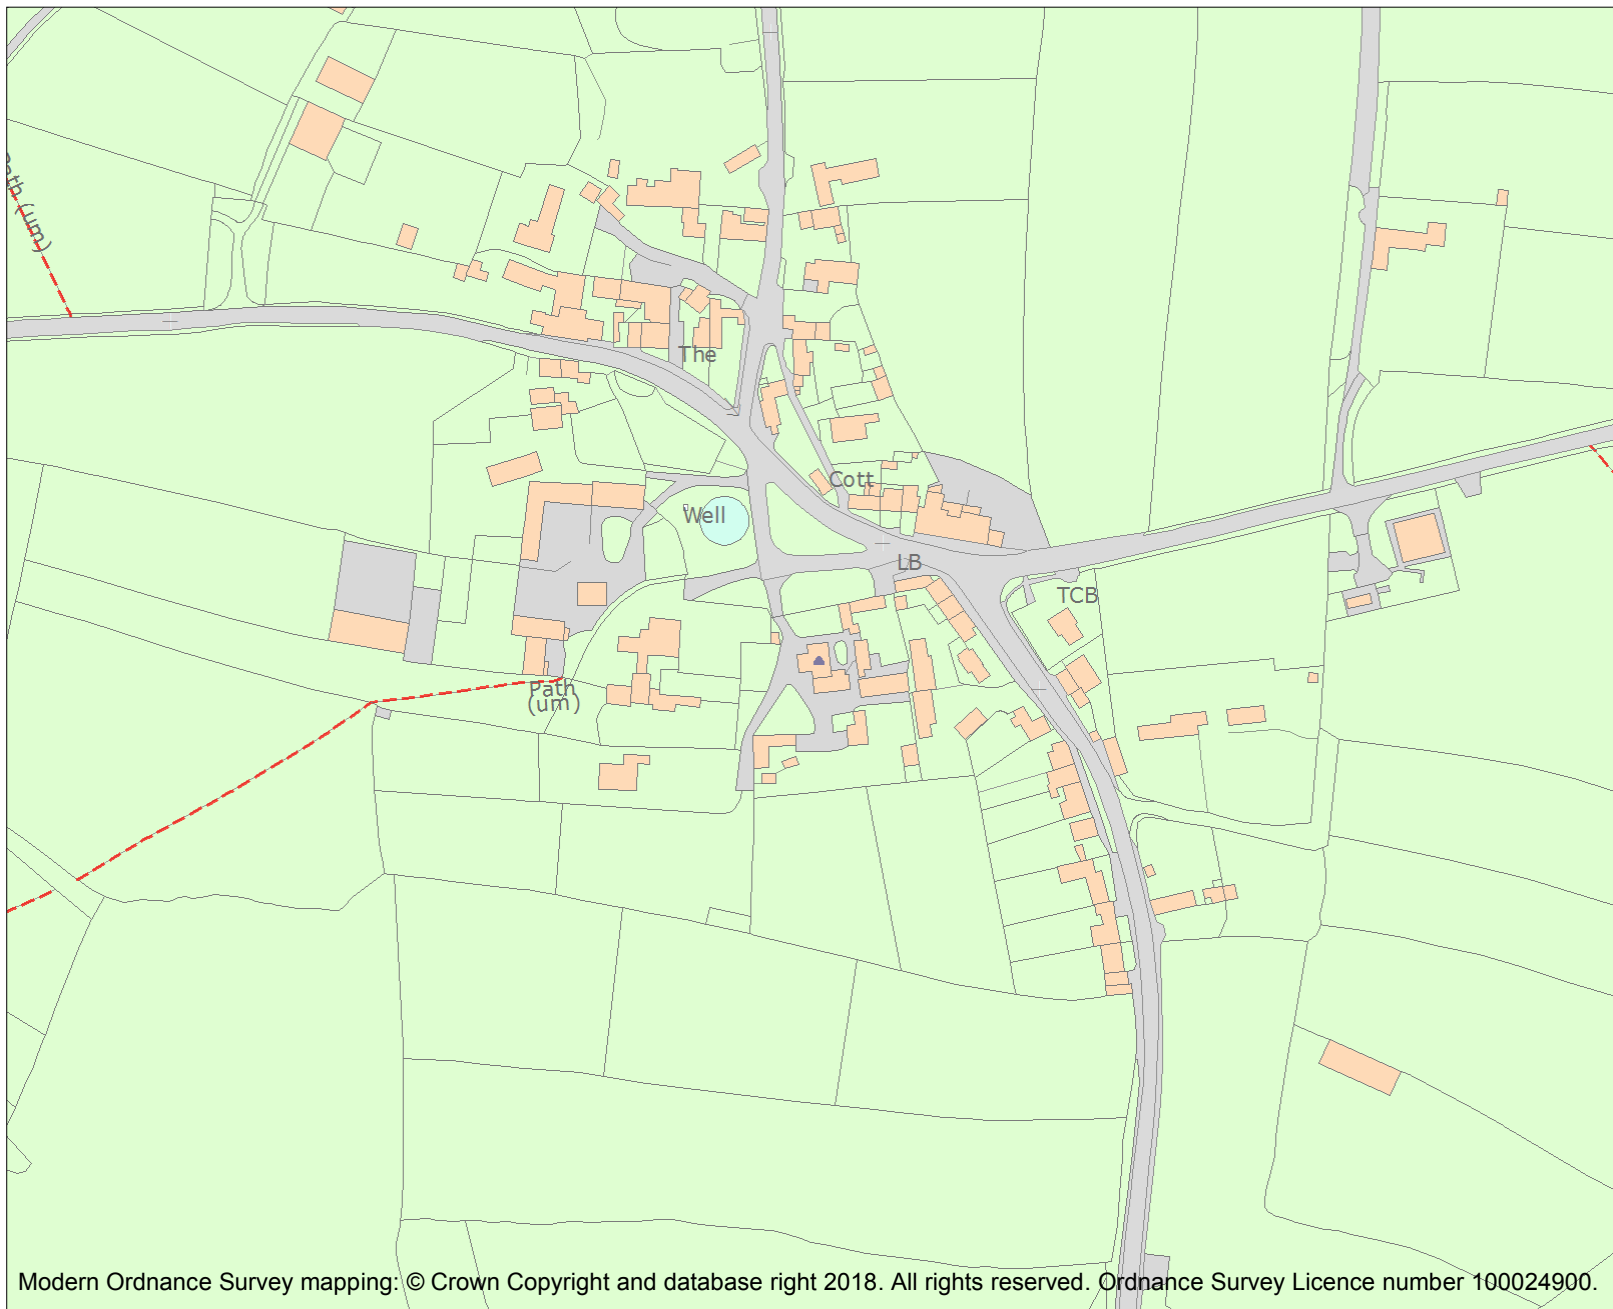 Path (um)
The
Cott
Well
LB
TCB
Path
(um)
Modern Ordnance Survey mapping: © Crown Copyright and database right 2018. All rights reserved. Ordnance Survey Licence number 100024900.